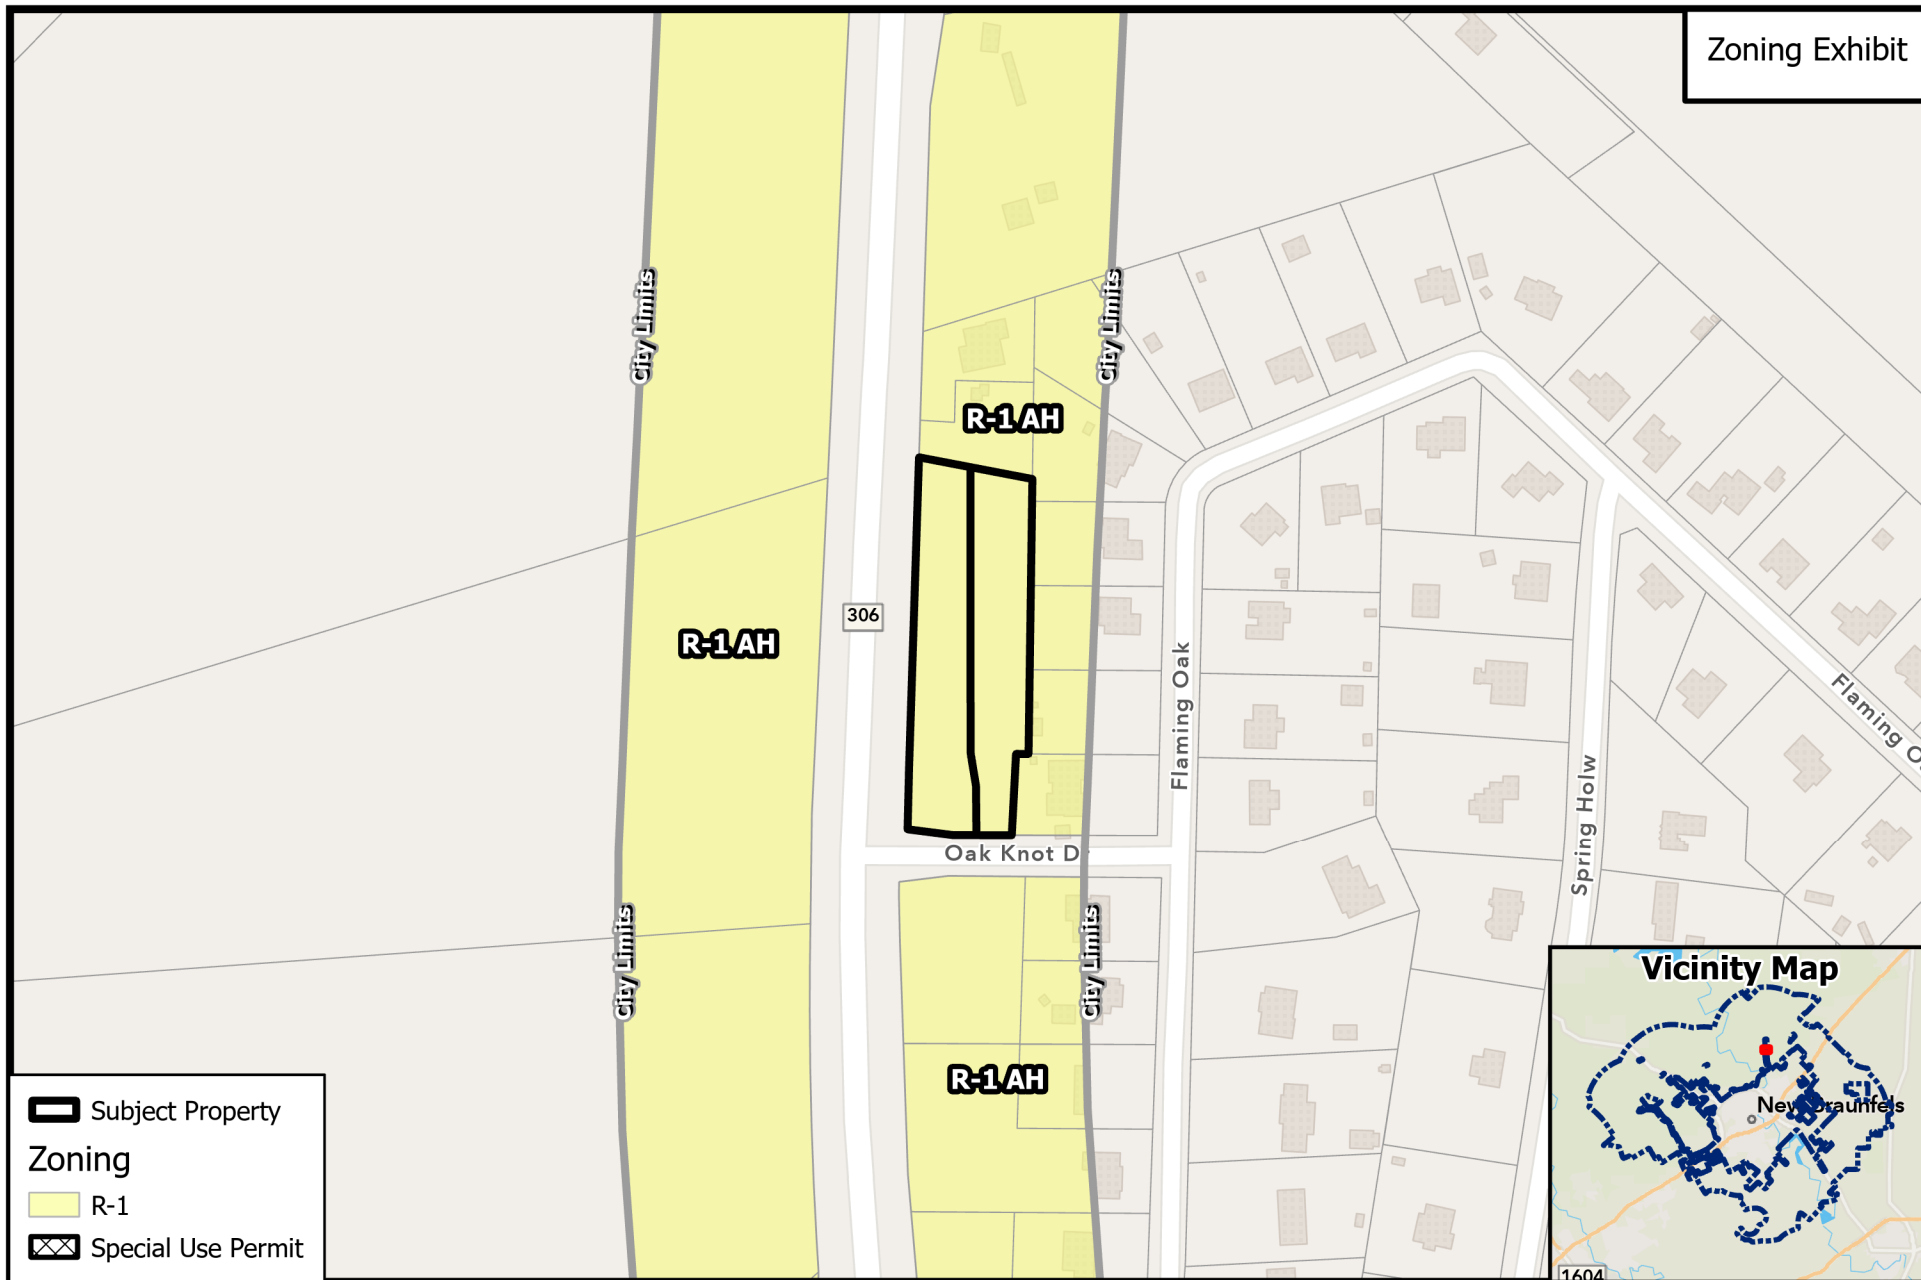 Zoning Exhibit
City Limits
City Limits
R-1 AH
306
R-1 AH
Flaming Oak
Flaming O
Spring Holw
Oak Knot D
City Limits
City Limits
R-1 AH
Subject Property
Zoning
R-1
Special Use Permit
Vicinity Map
New Braunfels
1604